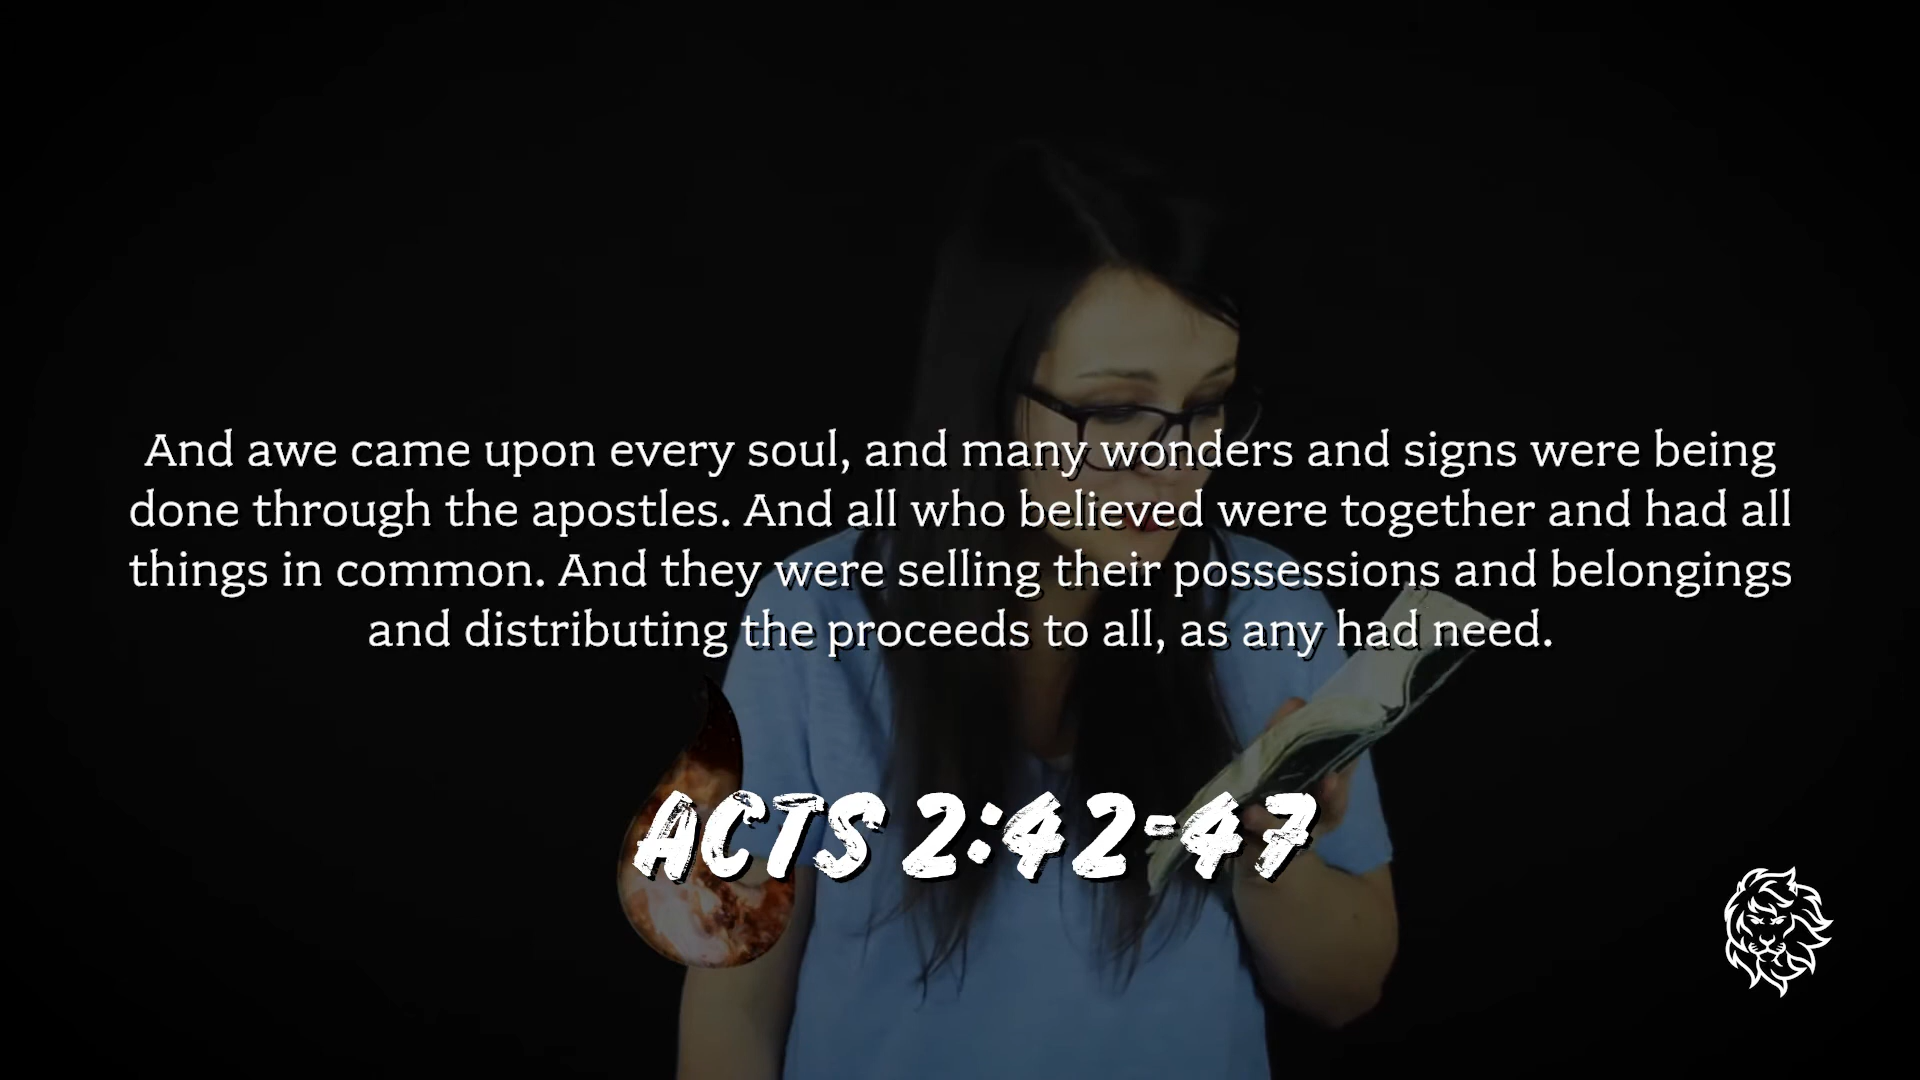 And awe came upon every soul, and many wonders and signs were being
done through the apostles. And all who believed were together and had all
things in common. And they were selling their possessions and belongings
and distributing the proceeds to all, as any had need.
ACTS 2:42-47